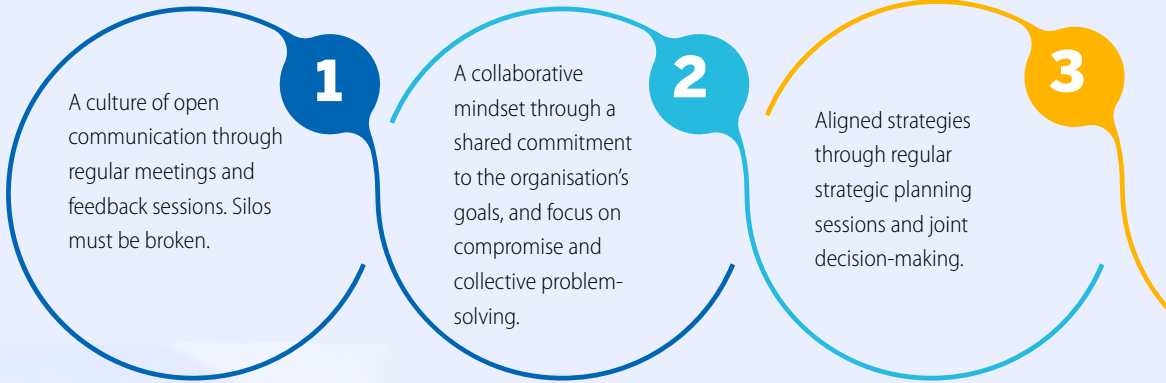 1
A culture of open
communication through
regular meetings and
feedback sessions. Silos
must be broken.
2
A collaborative
mindset through a
shared commitment
to the organisation's
goals, and focus on
compromise and
collective problem-
solving.
3
Aligned strategies
through regular
strategic planning
sessions and joint
decision-making.